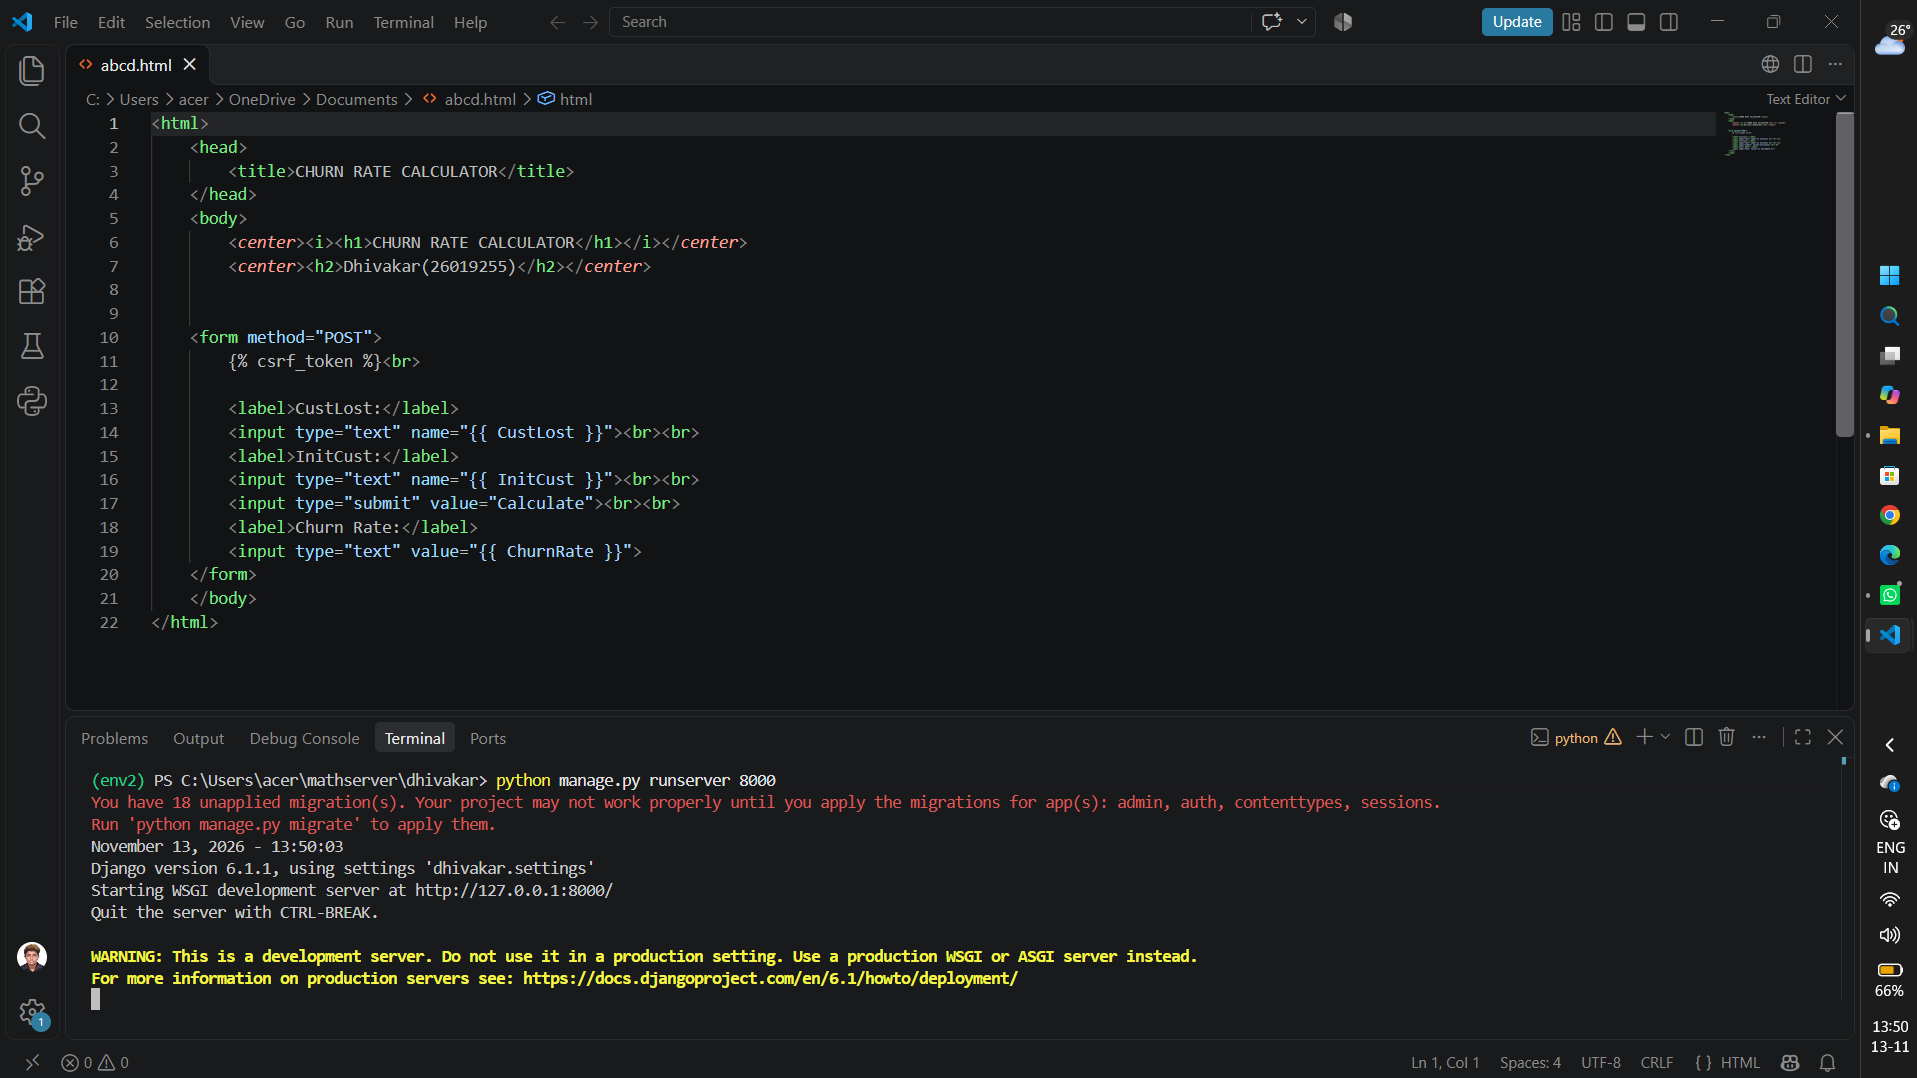 File Edit Selection View Go Run Terminal Help
Search
Update
26°
abcd.html
C: > Users > acer > OneDrive > Documents > abcd.html > html
Text Editor
1 <html>
2 <head>
3 <title>CHURN RATE CALCULATOR</title>
4 </head>
5 <body>
6 <center><i><h1>CHURN RATE CALCULATOR</h1></i></center>
7 <center><h2>Dhivakar(26019255)</h2></center>
8
9
10 <form method="POST">
11 {% csrf_token %}<br>
12
13 <label>CustLost:</label>
14 <input type="text" name="{{ CustLost }}"><br><br>
15 <label>InitCust:</label>
16 <input type="text" name="{{ InitCust }}"><br><br>
17 <input type="submit" value="Calculate"><br><br>
18 <label>Churn Rate:</label>
19 <input type="text" value="{{ ChurnRate }}">
20 </form>
21 </body>
22 </html>
Problems Output Debug Console Terminal Ports
python
(env2) PS C:\Users\acer\mathserver\dhivakar> python manage.py runserver 8000
You have 18 unapplied migration(s). Your project may not work properly until you apply the migrations for app(s): admin, auth, contenttypes, sessions.
Run 'python manage.py migrate' to apply them.
November 13, 2026 - 13:50:03
Django version 6.1.1, using settings 'dhivakar.settings'
Starting WSGI development server at http://127.0.0.1:8000/
Quit the server with CTRL-BREAK.
WARNING: This is a development server. Do not use it in a production setting. Use a production WSGI or ASGI server instead.
For more information on production servers see: https://docs.djangoproject.com/en/6.1/howto/deployment/
1
0 0
Ln 1, Col 1 Spaces: 4 UTF-8 CRLF { } HTML
ENG
IN
66%
13:50
13-11